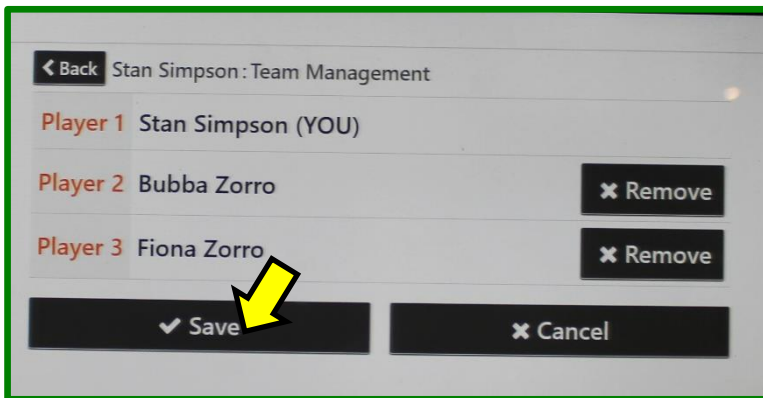 Back Stan Simpson: Team Management
Player 1 Stan Simpson (YOU)
Player 2 Bubba Zorro Remove
Player 3 Fiona Zorro Remove
Save Cancel